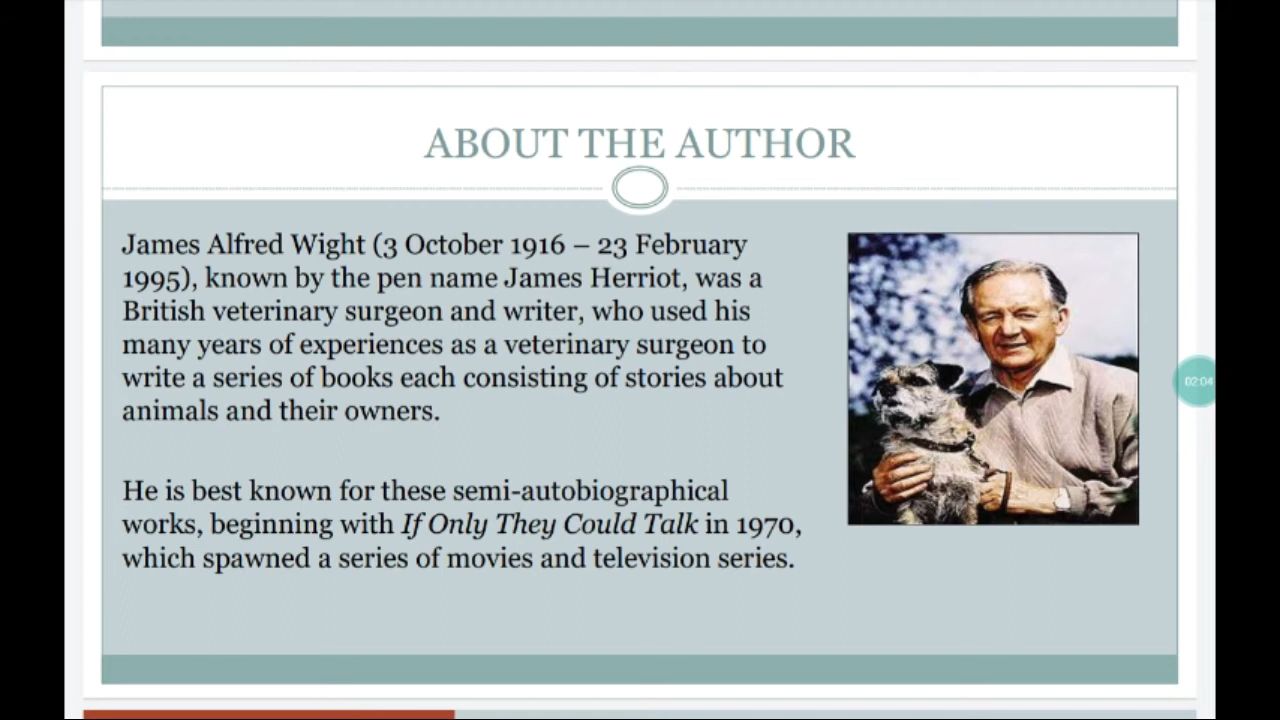 ABOUT THE AUTHOR
James Alfred Wight (3 October 1916 – 23 February
1995), known by the pen name James Herriot, was a
British veterinary surgeon and writer, who used his
many years of experiences as a veterinary surgeon to
write a series of books each consisting of stories about
animals and their owners.
He is best known for these semi-autobiographical
works, beginning with If Only They Could Talk in 1970,
which spawned a series of movies and television series.
02:04